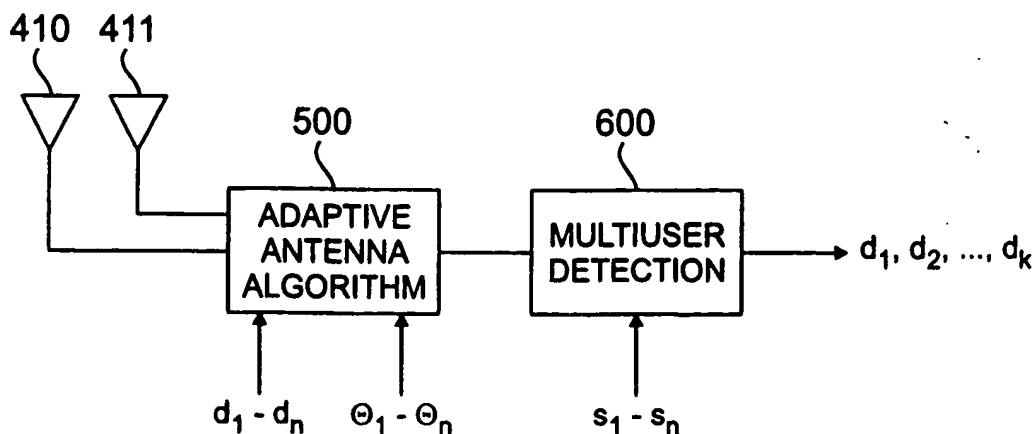 410 411
500
600
ADAPTIVE
ANTENNA
ALGORITHM
MULTIUSER
DETECTION
d₁, d₂, ..., dₖ
d₁ - dₙ
Θ₁ - Θₙ
s₁ - sₙ